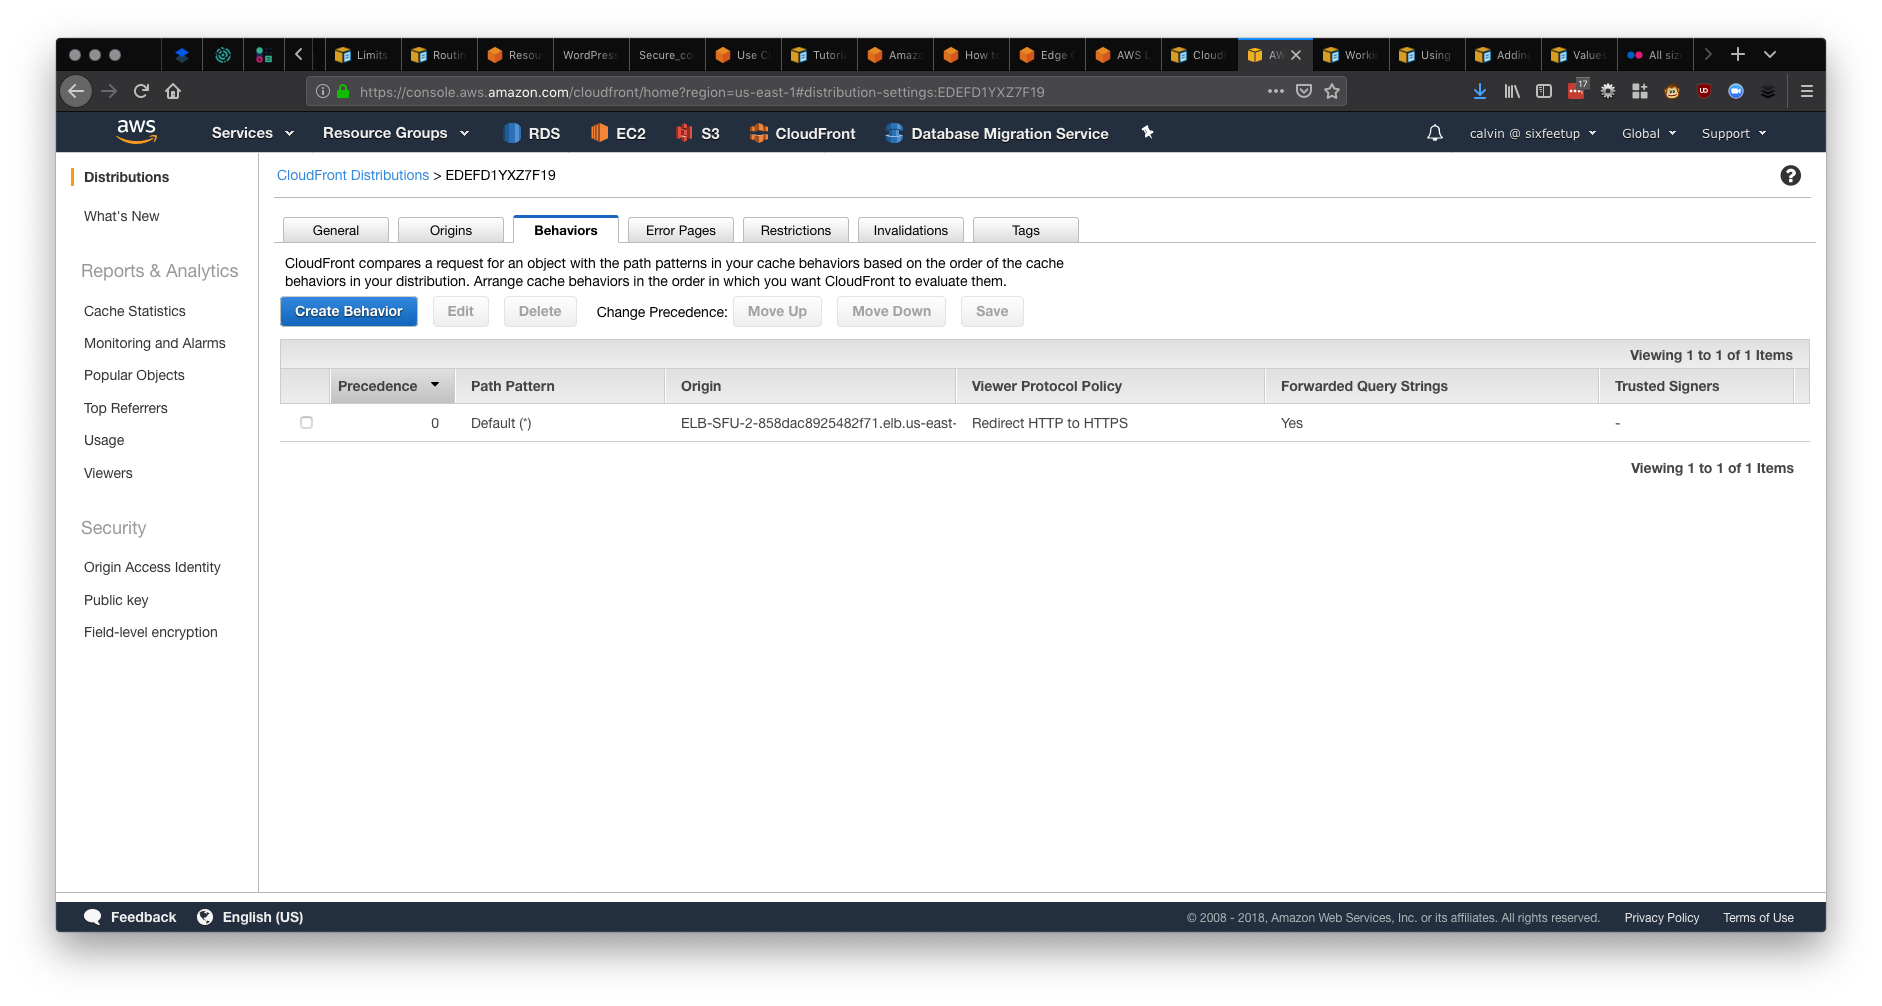 Limits
Routin
Resou
WordPress
Secure_co
Use C
Tutori
Amaz
How to
Edge
AWS L
Cloud
AW
Workin
Using
Adding
Values
All siz
https://console.aws.amazon.com/cloudfront/home?region=us-east-1#distribution-settings:EDEFD1YXZ7F19
17
aws
Services
Resource Groups
RDS
EC2
S3
CloudFront
Database Migration Service
calvin @ sixfeetup
Global
Support
Distributions
What's New
Reports & Analytics
Cache Statistics
Monitoring and Alarms
Popular Objects
Top Referrers
Usage
Viewers
Security
Origin Access Identity
Public key
Field-level encryption
CloudFront Distributions > EDEFD1YXZ7F19
General
Origins
Behaviors
Error Pages
Restrictions
Invalidations
Tags
CloudFront compares a request for an object with the path patterns in your cache behaviors based on the order of the cache
behaviors in your distribution. Arrange cache behaviors in the order in which you want CloudFront to evaluate them.
Create Behavior
Edit
Delete
Change Precedence:
Move Up
Move Down
Save
Viewing 1 to 1 of 1 Items
Precedence
Path Pattern
Origin
Viewer Protocol Policy
Forwarded Query Strings
Trusted Signers
0
Default (*)
ELB-SFU-2-858dac8925482f71.elb.us-east-
Redirect HTTP to HTTPS
Yes
-
Viewing 1 to 1 of 1 Items
Feedback
English (US)
© 2008 - 2018, Amazon Web Services, Inc. or its affiliates. All rights reserved.
Privacy Policy
Terms of Use